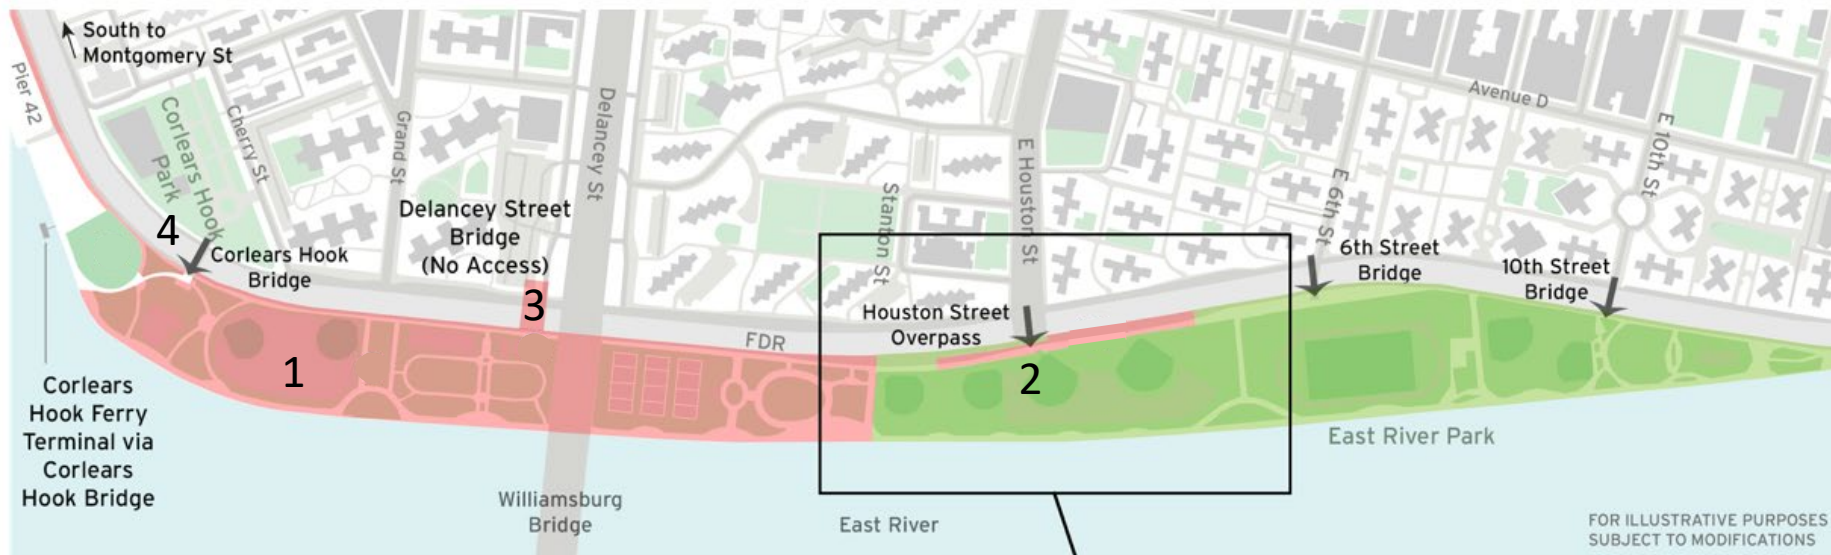 South to
Montgomery St
Pier 42
Corlears Hook
Park
Cherry St
Grand St
Delancey St
Delancey Street
Bridge
(No Access)
Stanton St
E Houston St
E 6th St
Avenue D
E 10th St
4
Corlears Hook
Bridge
3
6th Street
Bridge
10th Street
Bridge
Houston Street
Overpass
FDR
1
2
Corlears
Hook Ferry
Terminal via
Corlears
Hook Bridge
East River Park
Williamsburg
Bridge
East River
FOR ILLUSTRATIVE PURPOSES
SUBJECT TO MODIFICATIONS